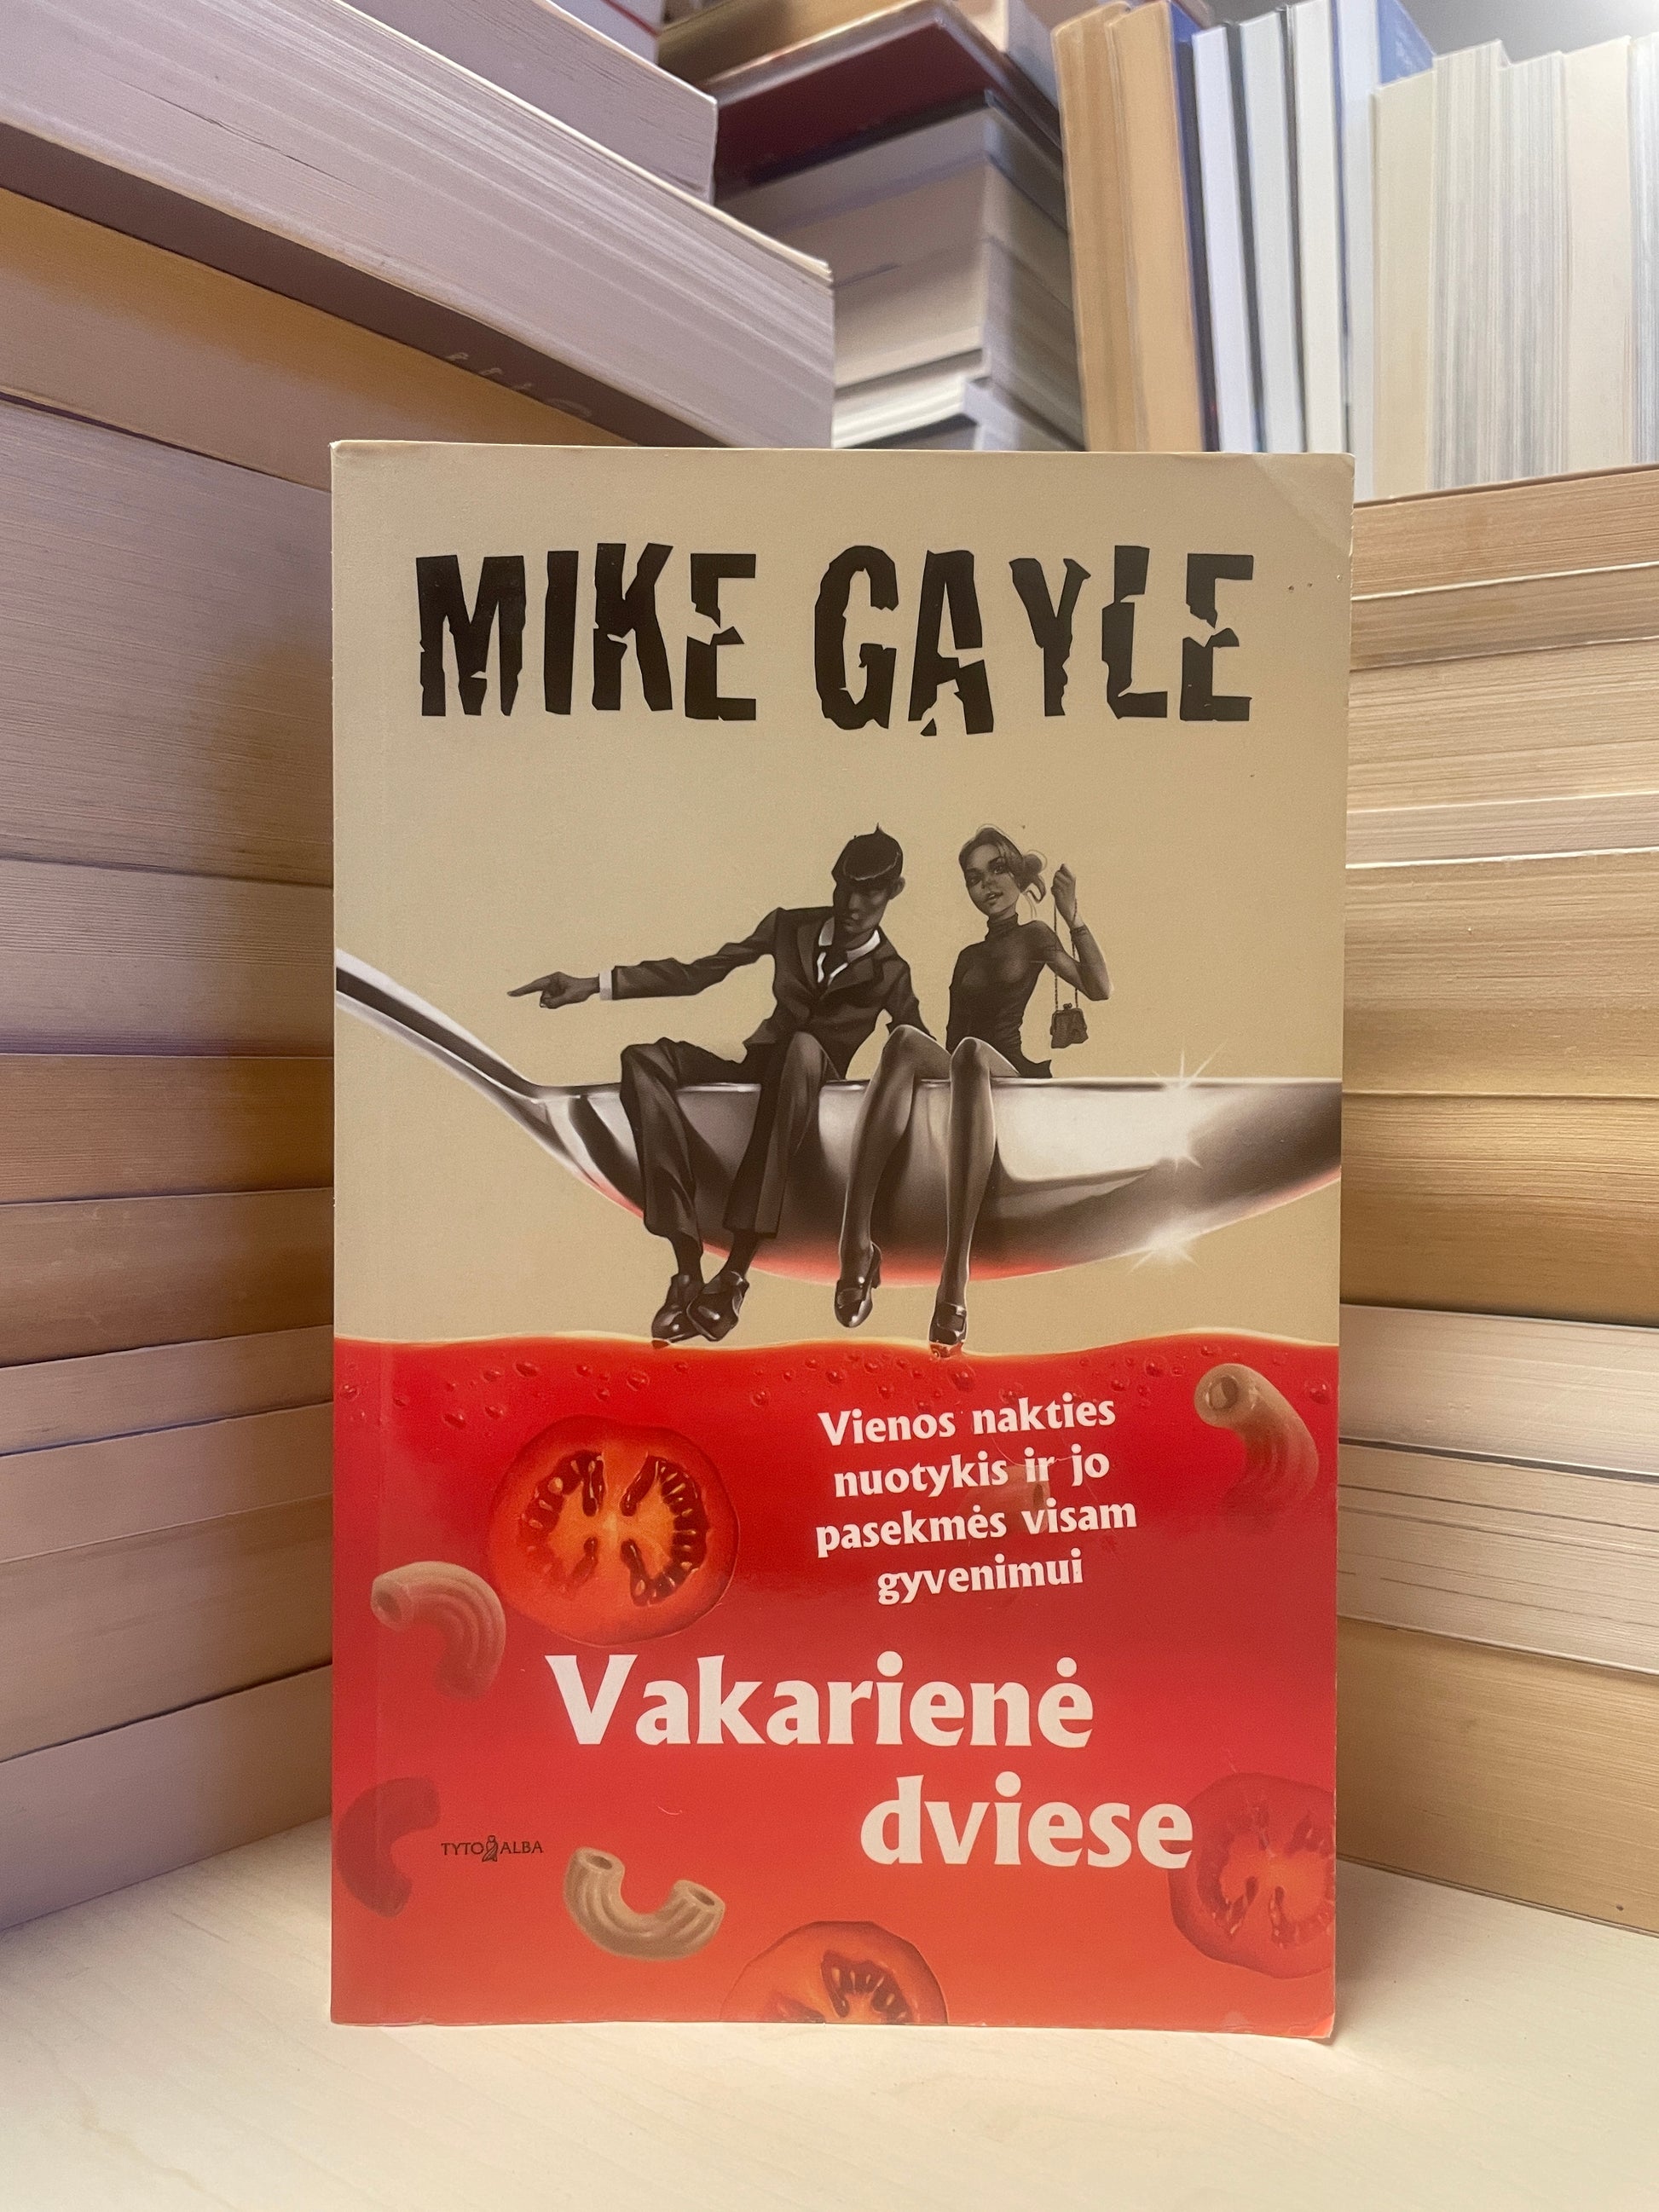 MIKE GAYLE
Vienos nakties
nuotykis ir jo
pasekmės visam
gyvenimui
Vakarienė
dviese
TYTO ALBA